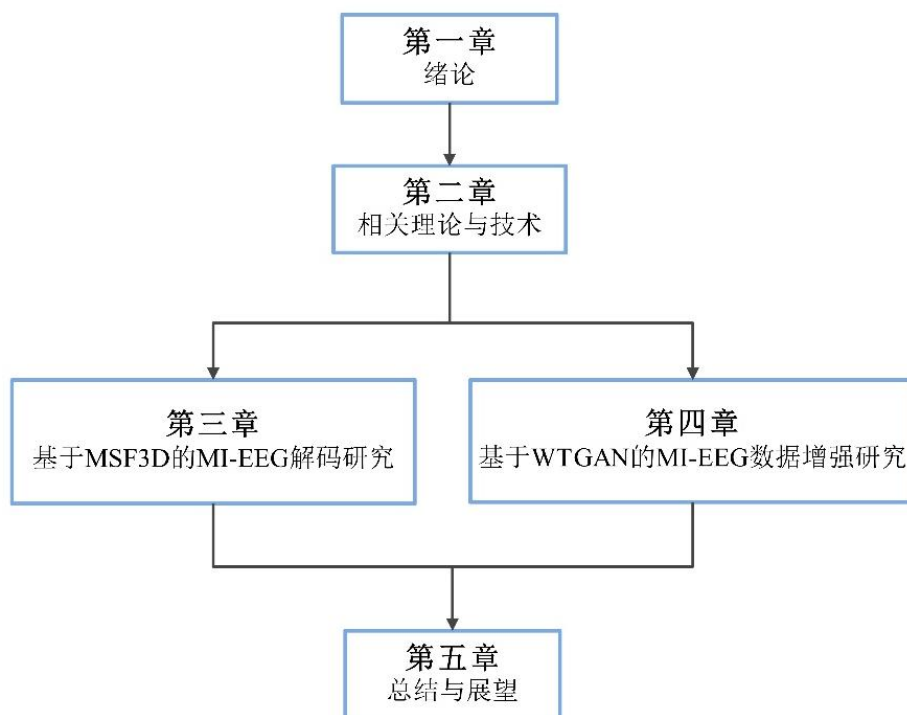 第一章
绪论
第二章
相关理论与技术
第三章
基于MSF3D的MI-EEG解码研究
第四章
基于WTGAN的MI-EEG数据增强研究
第五章
总结与展望